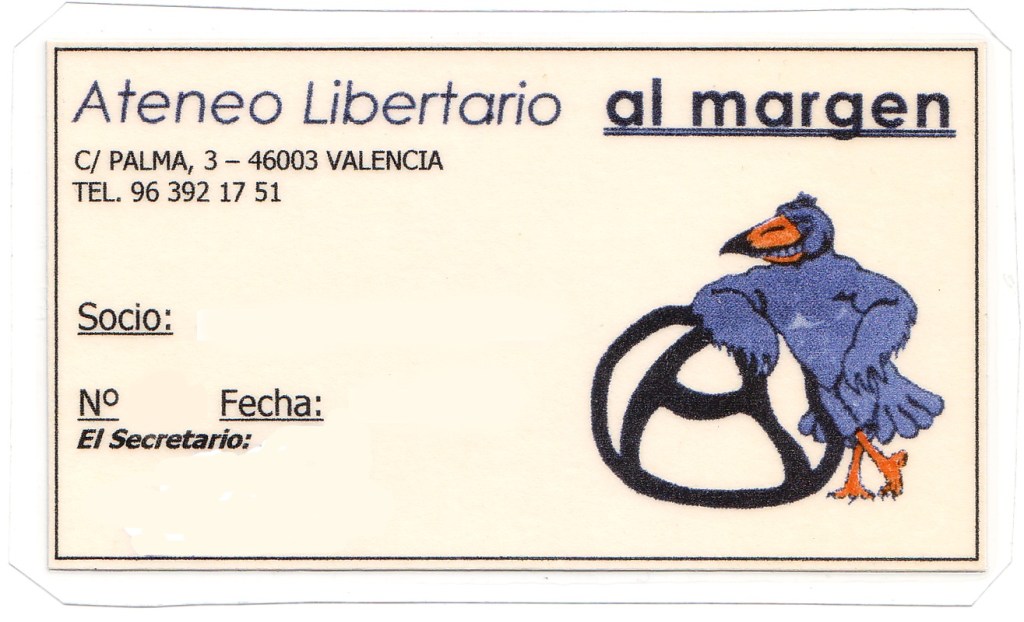 Ateneo Libertario al margen
C/ PALMA, 3 – 46003 VALENCIA
TEL. 96 392 17 51
Socio:
Nº Fecha:
El Secretario: